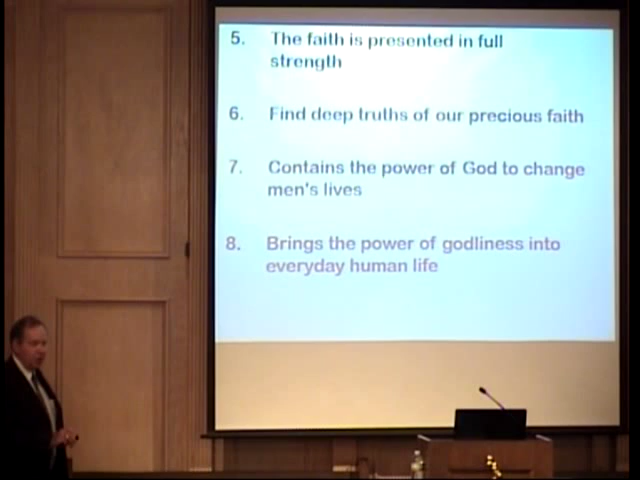 5. The faith is presented in full
strength
6. Find deep truths of our precious faith
7. Contains the power of God to change
men's lives
8. Brings the power of godliness into
everyday human life